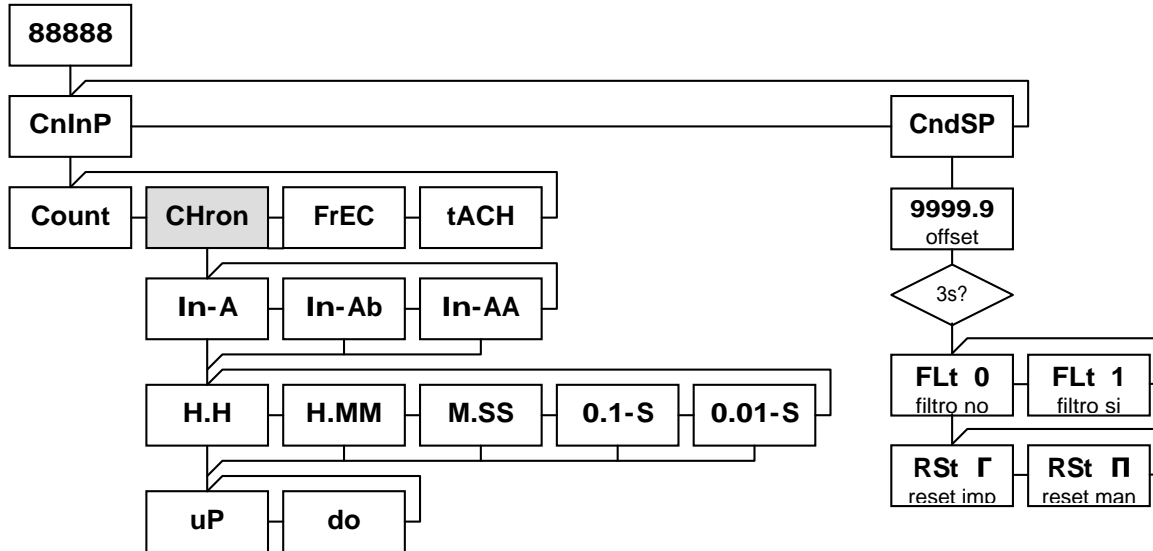 88888
CnInP
CndSP
Count
CHron
FrEC
tACH
9999.9
offset
In-A
In-Ab
In-AA
3s?
H.H
H.MM
M.SS
0.1-S
0.01-S
FLt 0
filtro no
FLt 1
filtro si
RSt Γ
reset imp
RSt Π
reset man
uP
do